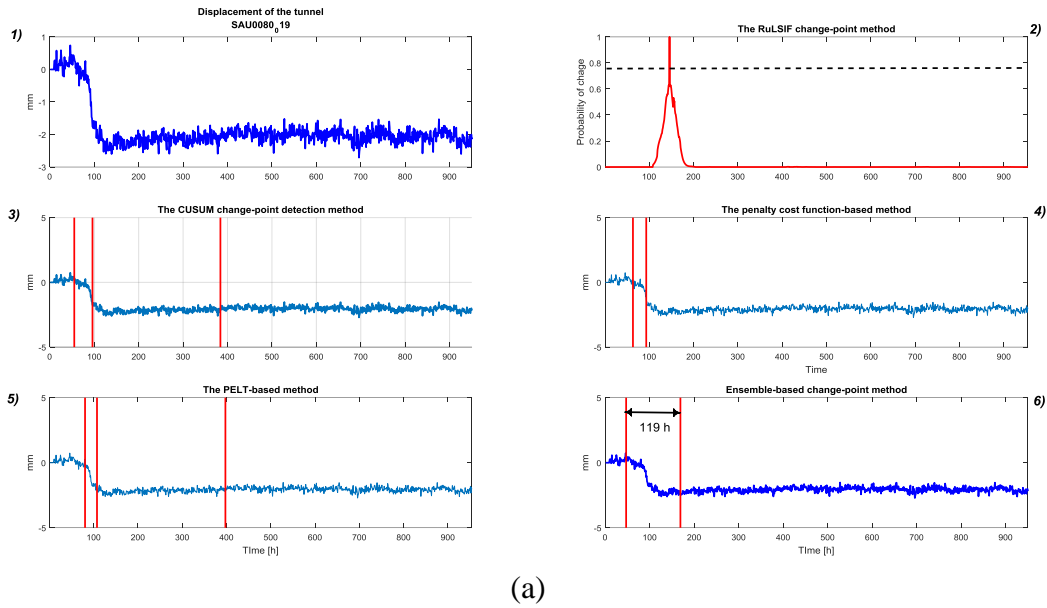 Displacement of the tunnel
SAU0080₀19
1)
1
0
-1
-2
-3
mm
0 100 200 300 400 500 600 700 800 900
The RuLSIF change-point method
2)
1
0.8
0.6
0.4
0.2
0
Probability of chage
100 200 300 400 500 600 700 800 900
3)
The CUSUM change-point detection method
5
0
-5
mm
0 100 200 300 400 500 600 700 800 900
The penalty cost function-based method
4)
5
0
-5
mm
100 200 300 400 500 600 700 800 900
Time
5)
The PELT-based method
5
0
-5
mm
0 100 200 300 400 500 600 700 800 900
TIme [h]
Ensemble-based change-point method
6)
5
0
-5
mm
119 h
100 200 300 400 500 600 700 800 900
TIme [h]
(a)